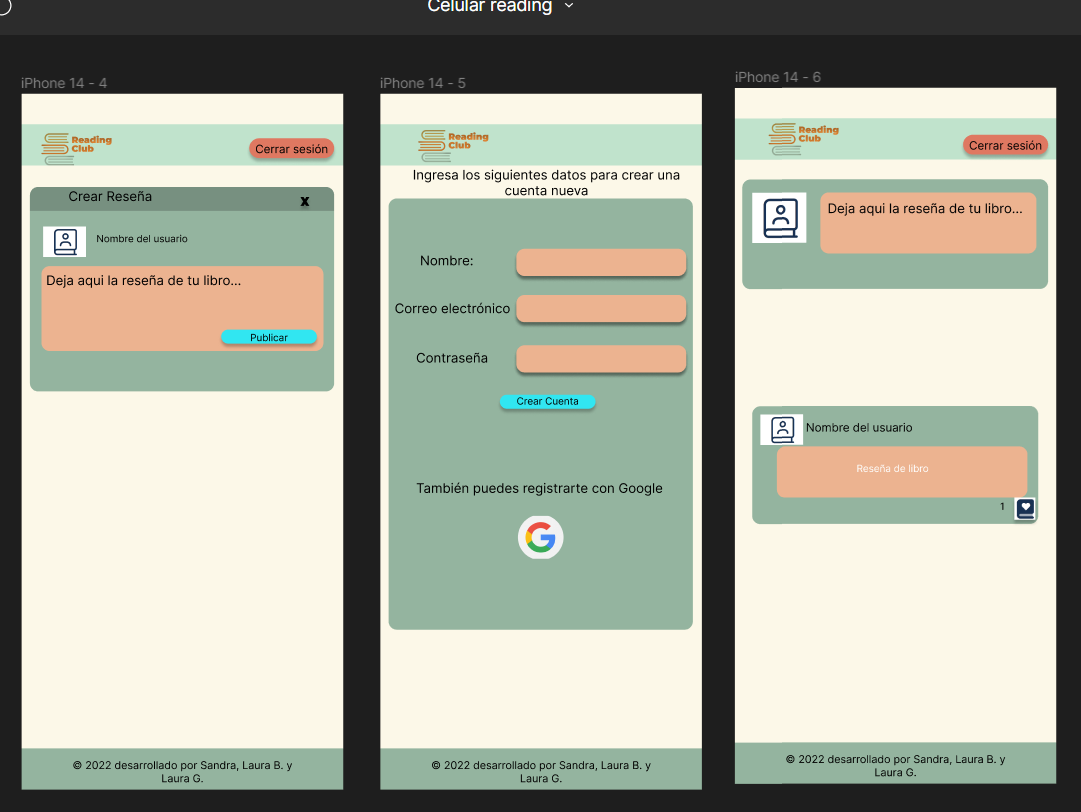 Celular reading
iPhone 14 - 4
Reading
Club
Cerrar sesión
Crear Reseña
X
Nombre del usuario
Deja aqui la reseña de tu libro...
Publicar
© 2022 desarrollado por Sandra, Laura B. y
Laura G.
iPhone 14 - 5
Reading
Club
Ingresa los siguientes datos para crear una
cuenta nueva
Nombre:
Correo electrónico
Contraseña
Crear Cuenta
También puedes registrarte con Google
G
© 2022 desarrollado por Sandra, Laura B. y
Laura G.
iPhone 14 - 6
Reading
Club
Cerrar sesión
Deja aqui la reseña de tu libro...
Nombre del usuario
Reseña de libro
1
© 2022 desarrollado por Sandra, Laura B. y
Laura G.